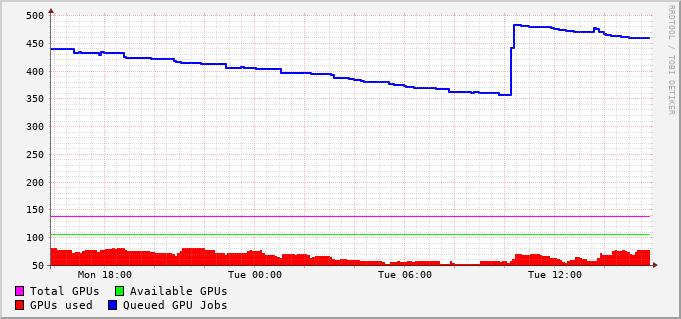 500
450
400
350
300
250
200
150
100
50
Mon 18:00 Tue 00:00 Tue 06:00 Tue 12:00
Total GPUs Available GPUs
GPUs used Queued GPU Jobs
RRDTOOL / TOBI OETIKER